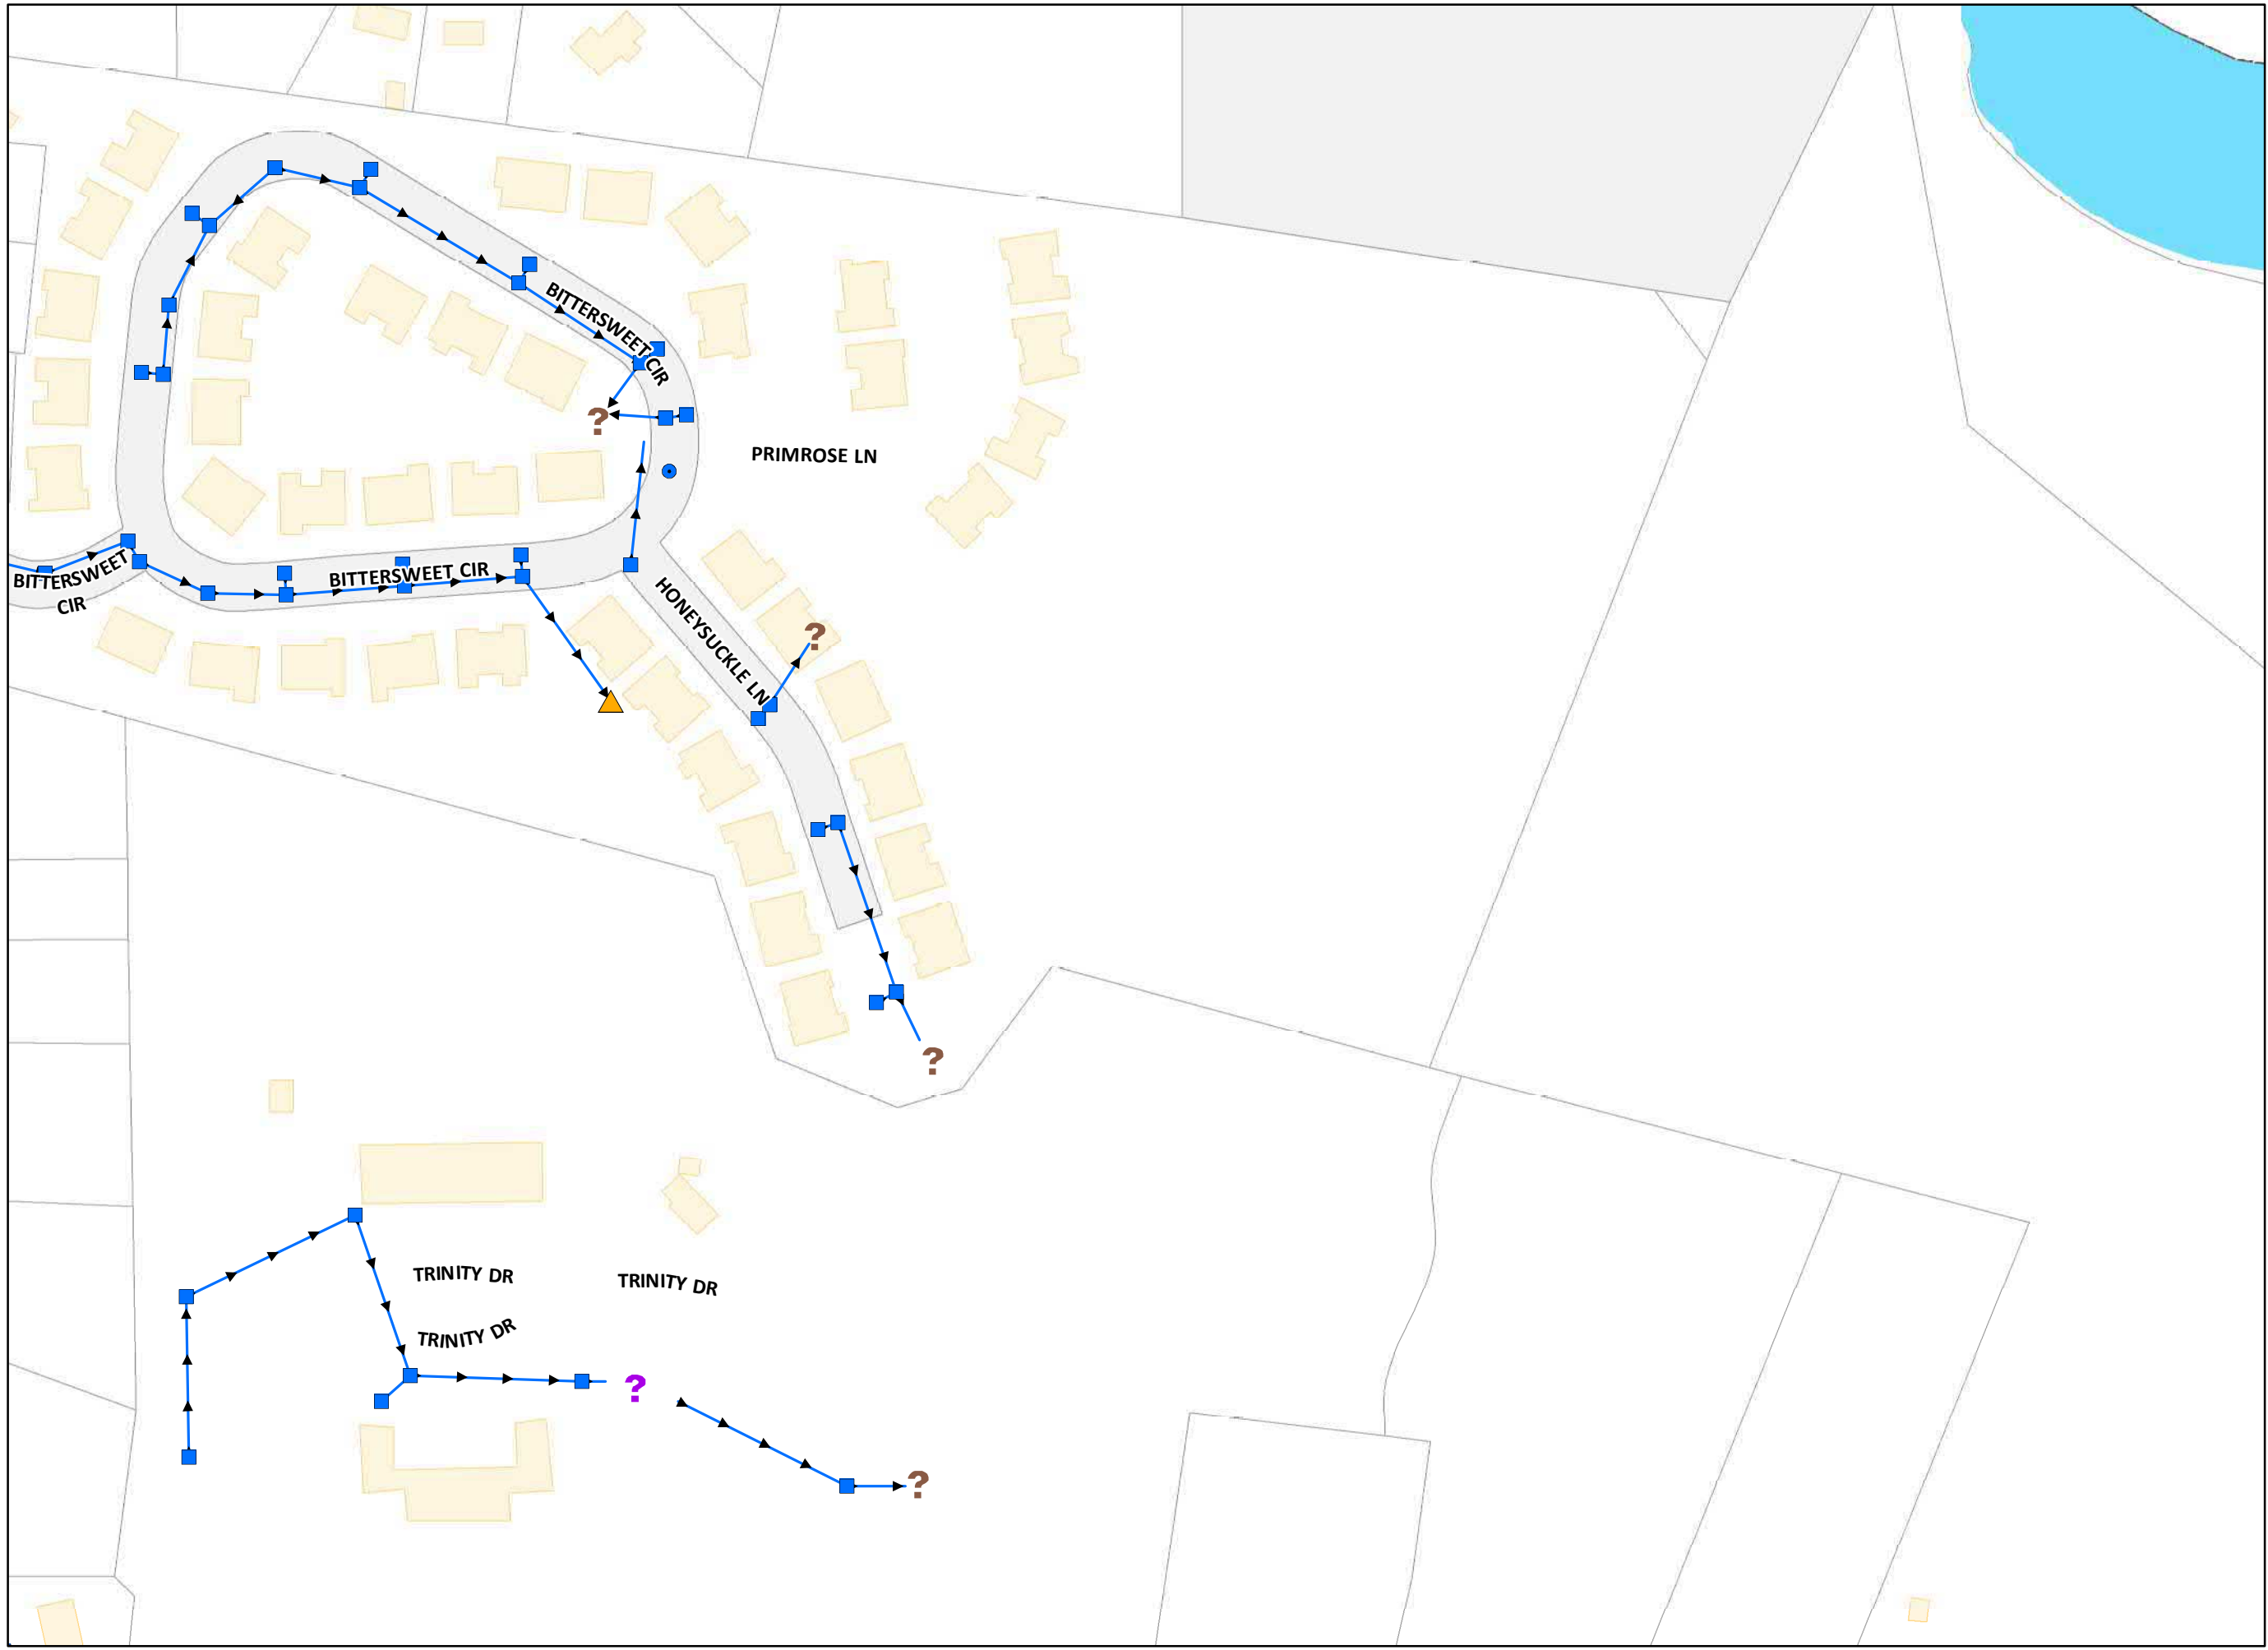 BITTERSWEET CIR
?
PRIMROSE LN
BITTERSWEET
CIR
BITTERSWEET CIR
HONEYSUCKLE LN
?
?
TRINITY DR
TRINITY DR
TRINITY DR
?
?